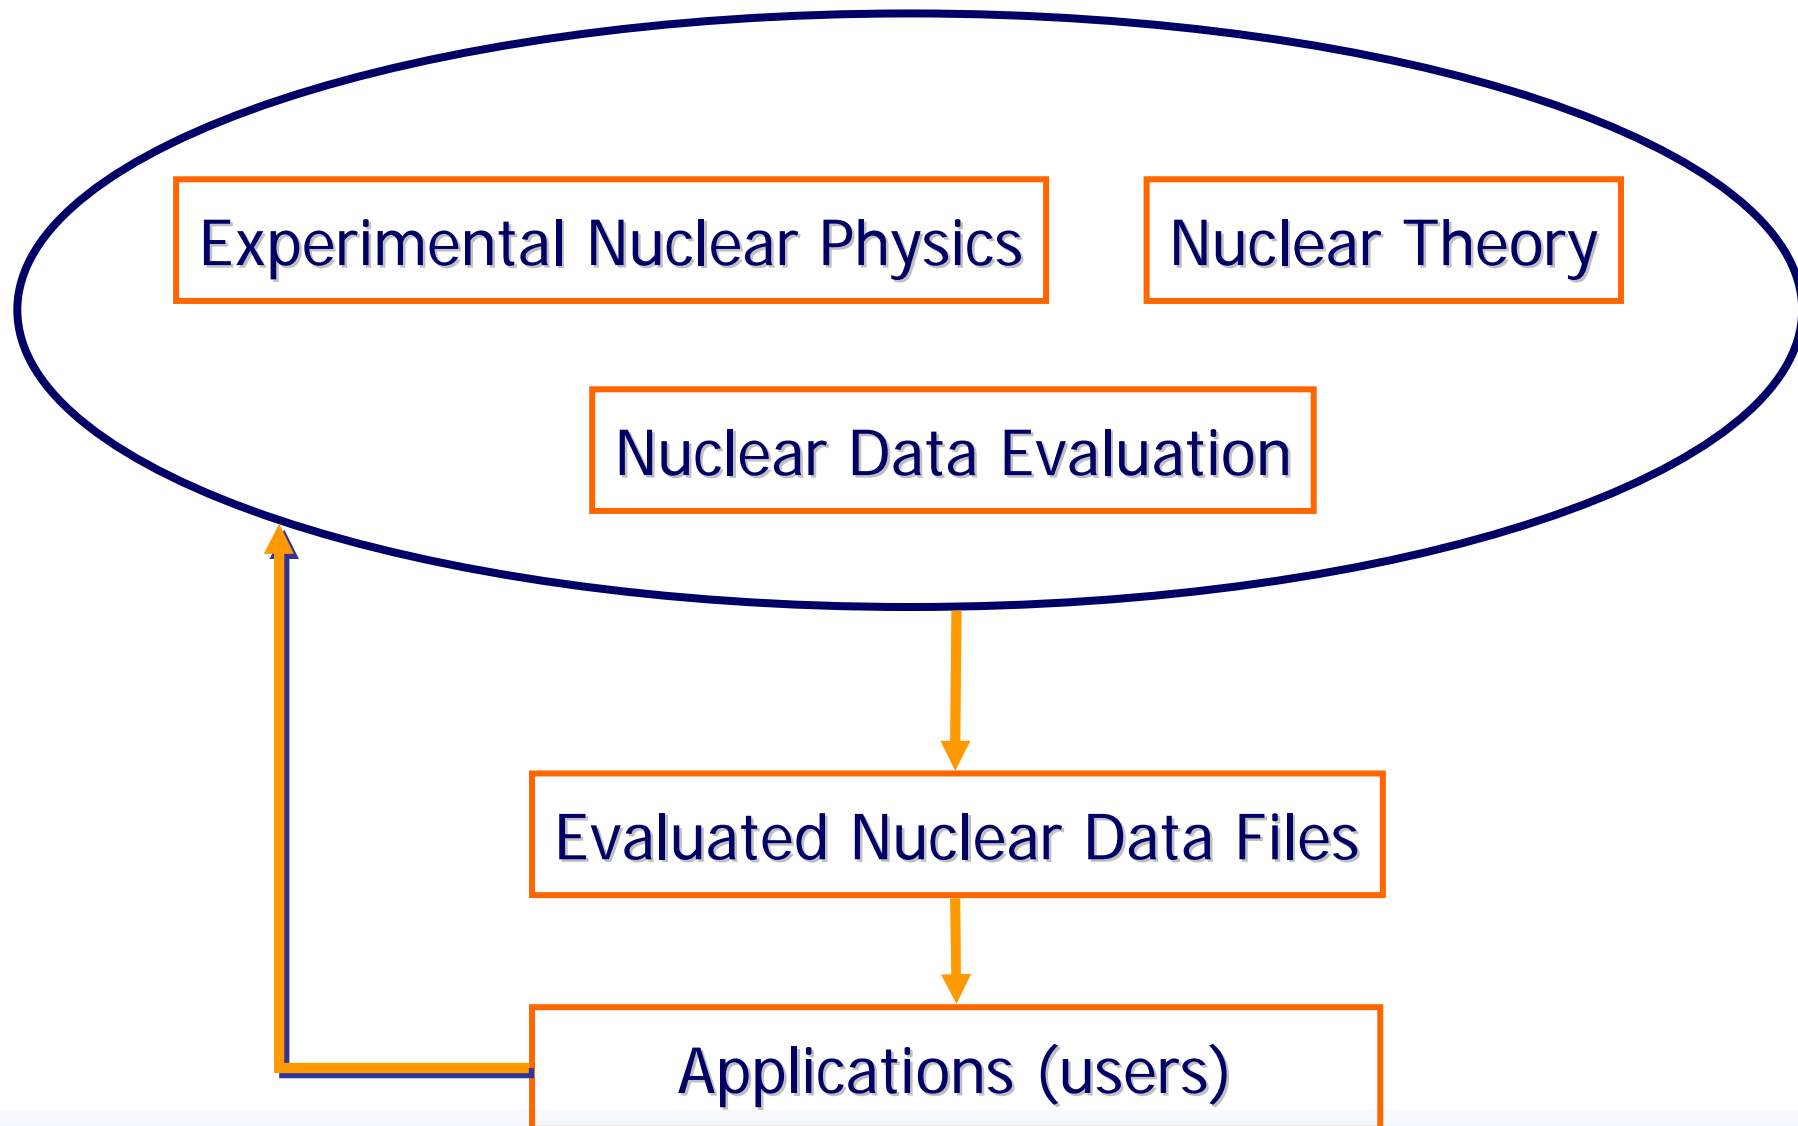 Experimental Nuclear Physics
Nuclear Theory
Nuclear Data Evaluation
Evaluated Nuclear Data Files
Applications (users)